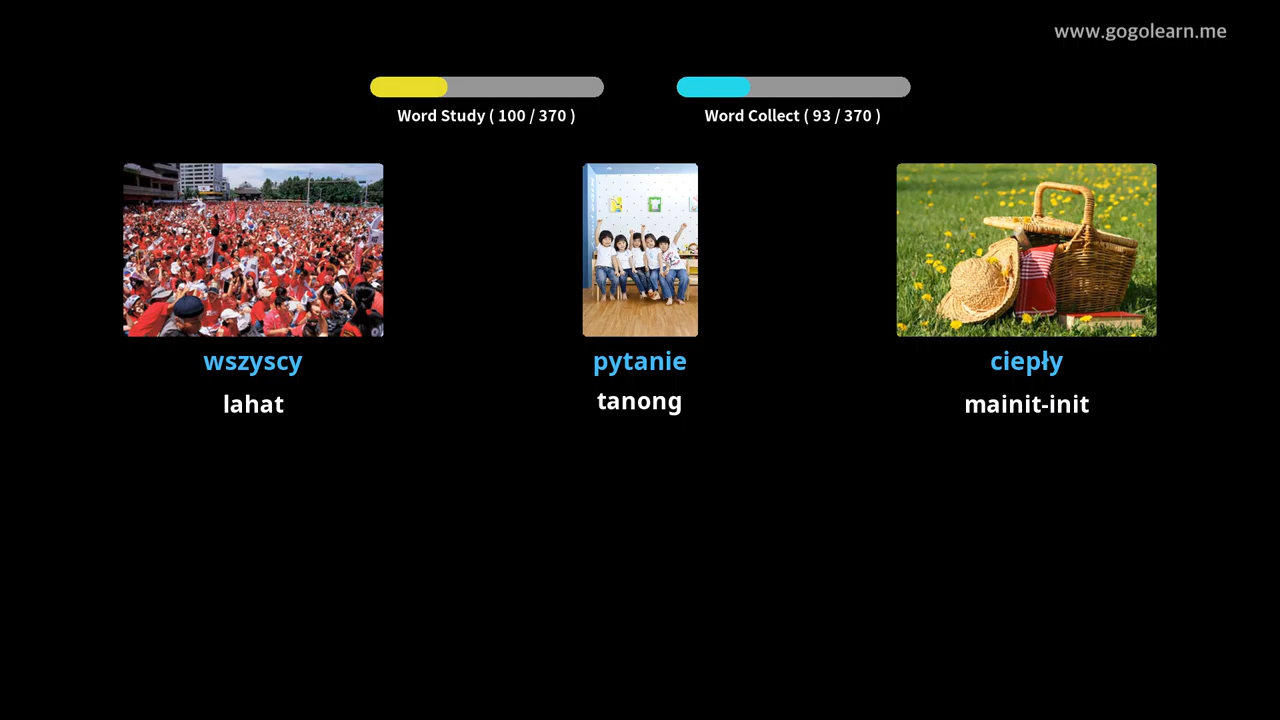 www.gogolearn.me
Word Study ( 100 / 370 )
Word Collect ( 93 / 370 )
wszyscy
lahat
pytanie
tanong
ciepły
mainit-init